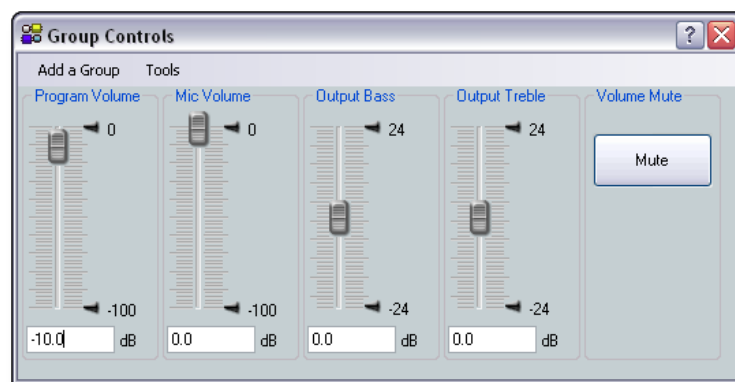 Group Controls
Add a Group Tools
Program Volume
0
-100
-10.0 dB
Mic Volume
0
-100
0.0 dB
Output Bass
24
-24
0.0 dB
Output Treble
24
-24
0.0 dB
Volume Mute
Mute